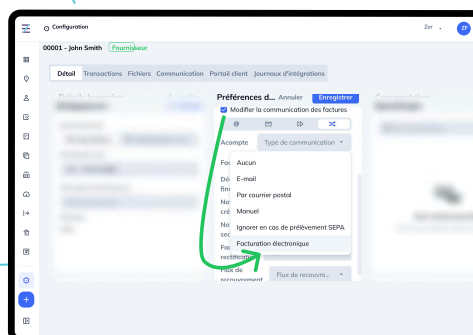 Configuration
Zer
ZF
00001 - John Smith Fournisseur
Détail Transactions Fichiers Communication Portail client Journaux d'intégrations
Préférences d... Annuler Enregistrer
Modifier la communication des factures
Acompte Type de communication
Aucun
E-mail
Par courrier postal
Manuel
Ignorer en cas de prélèvement SEPA
Facturation électronique
rectificati
Flux de
recouvrement
Flux de recouvre...